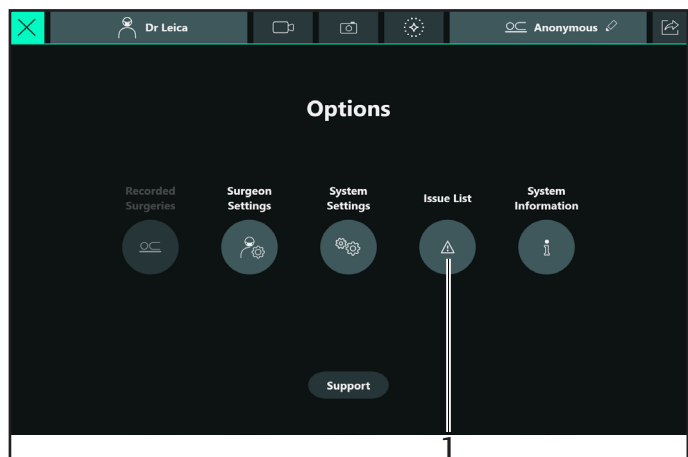 Dr Leica
Anonymous
Options
Recorded
Surgeries
Surgeon
Settings
System
Settings
Issue List
System
Information
Support
1